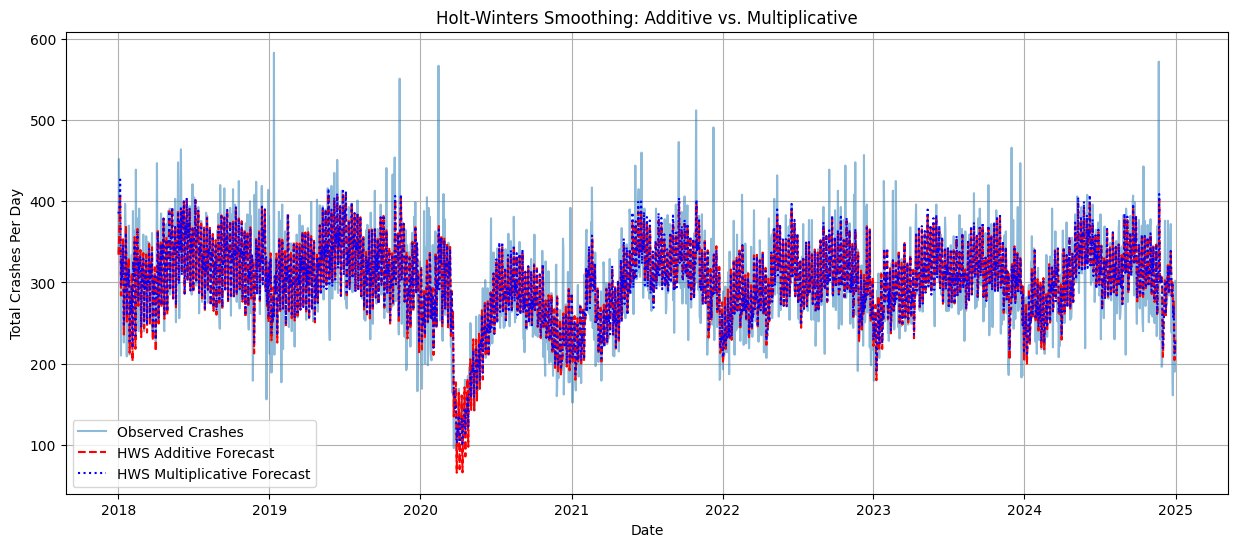 Holt-Winters Smoothing: Additive vs. Multiplicative
600
500
400
300
200
100
Total Crashes Per Day
Observed Crashes
HWS Additive Forecast
HWS Multiplicative Forecast
2018
2019
2020
2021
2022
2023
2024
2025
Date